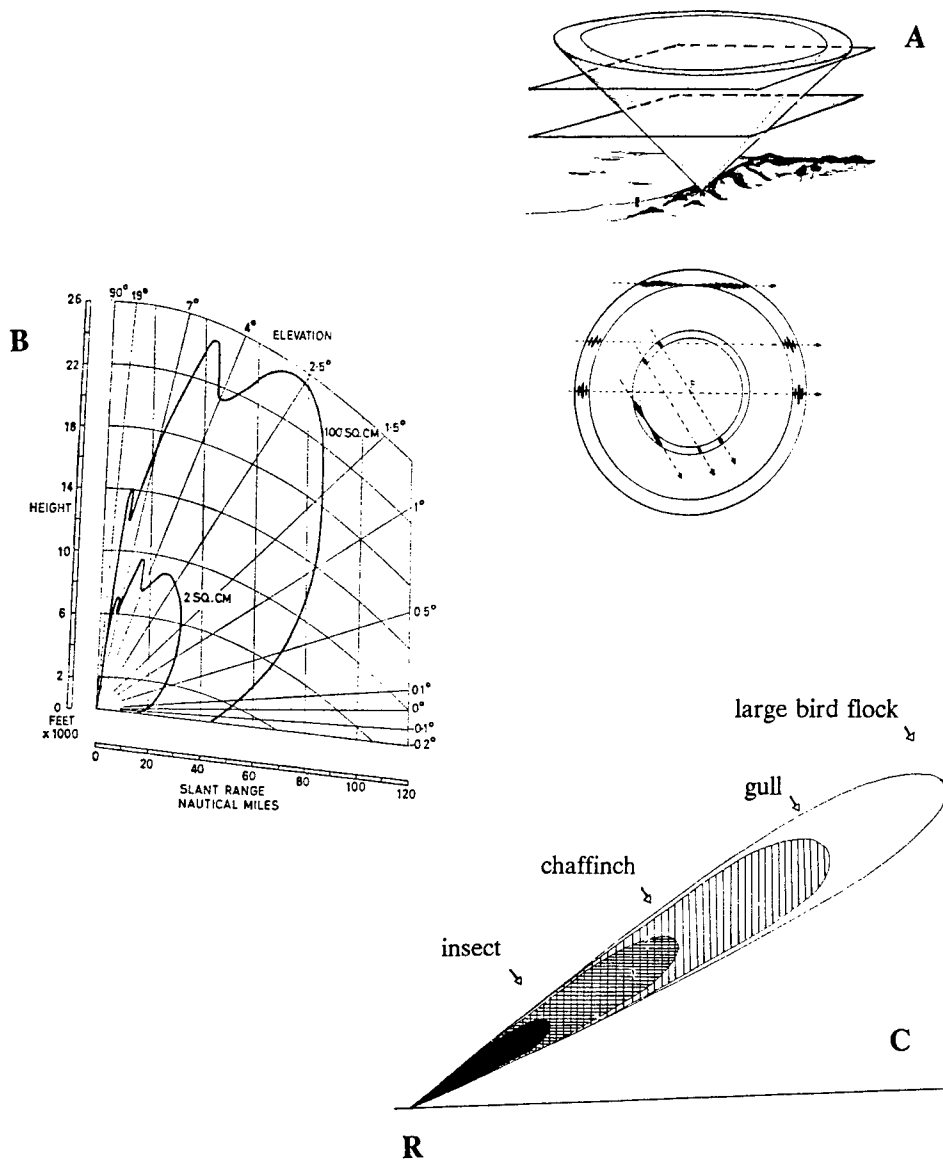 A
B
26
22
18
14
HEIGHT
10
6
2
0
FEET
x 1000
90°
19°
7°
4°
ELEVATION
2·5°
1·5°
1°
0·5°
0·1°
0°
-0·1°
-0·2°
100 SQ.CM
2 SQ.CM
0
20
40
60
80
100
120
SLANT RANGE
NAUTICAL MILES
large bird flock
gull
chaffinch
insect
C
R